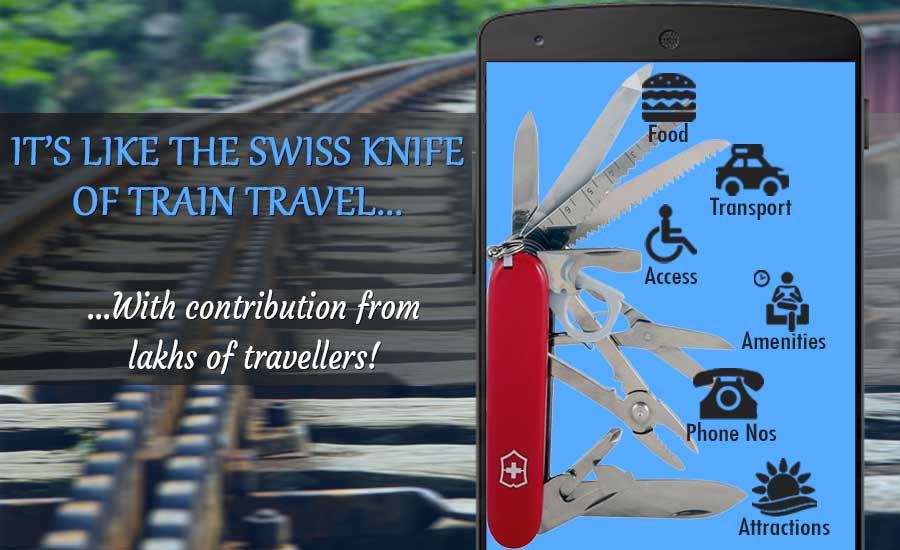 IT'S LIKE THE SWISS KNIFE
OF TRAIN TRAVEL...
...With contribution from
lakhs of travellers!
Food
Transport
Access
Amenities
Phone Nos
Attractions